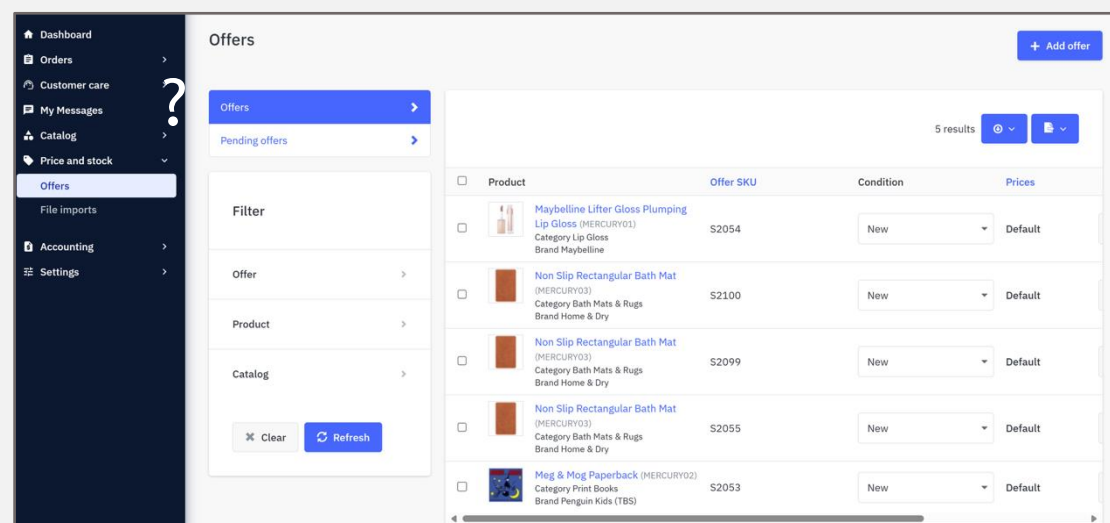 Dashboard
Orders
Customer care
My Messages
Catalog
Price and stock
Offers
File imports
Accounting
Settings
?
Offers
+ Add offer
Offers
Pending offers
Filter
Offer
Product
Catalog
Clear
Refresh
5 results
Product Offer SKU Condition Prices
Maybelline Lifter Gloss Plumping
Lip Gloss (MERCURY01)
Category Lip Gloss
Brand Maybelline
S2054 New Default
Non Slip Rectangular Bath Mat
(MERCURY03)
Category Bath Mats & Rugs
Brand Home & Dry
S2100 New Default
Non Slip Rectangular Bath Mat
(MERCURY03)
Category Bath Mats & Rugs
Brand Home & Dry
S2099 New Default
Non Slip Rectangular Bath Mat
(MERCURY03)
Category Bath Mats & Rugs
Brand Home & Dry
S2055 New Default
Meg & Mog Paperback (MERCURY02)
Category Print Books
Brand Penguin Kids (TBS)
S2053 New Default